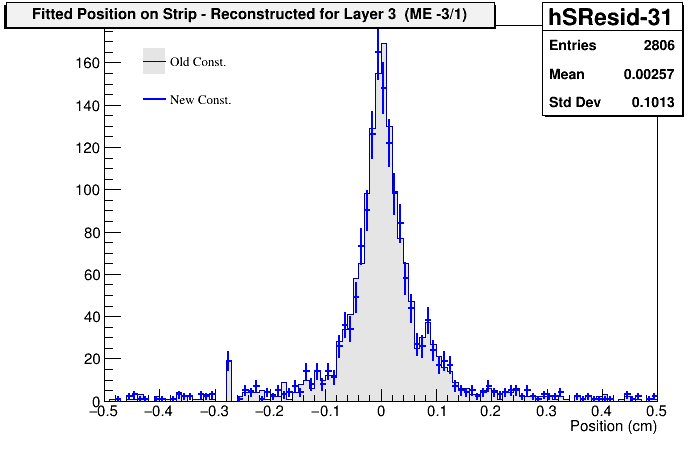 Fitted Position on Strip - Reconstructed for Layer 3 (ME -3/1)
hSResid-31
Entries 2806
Mean 0.00257
Std Dev 0.1013
Old Const.
New Const.
160
140
120
100
80
60
40
20
0
−0.5 −0.4 −0.3 −0.2 −0.1 0 0.1 0.2 0.3 0.4 0.5
Position (cm)